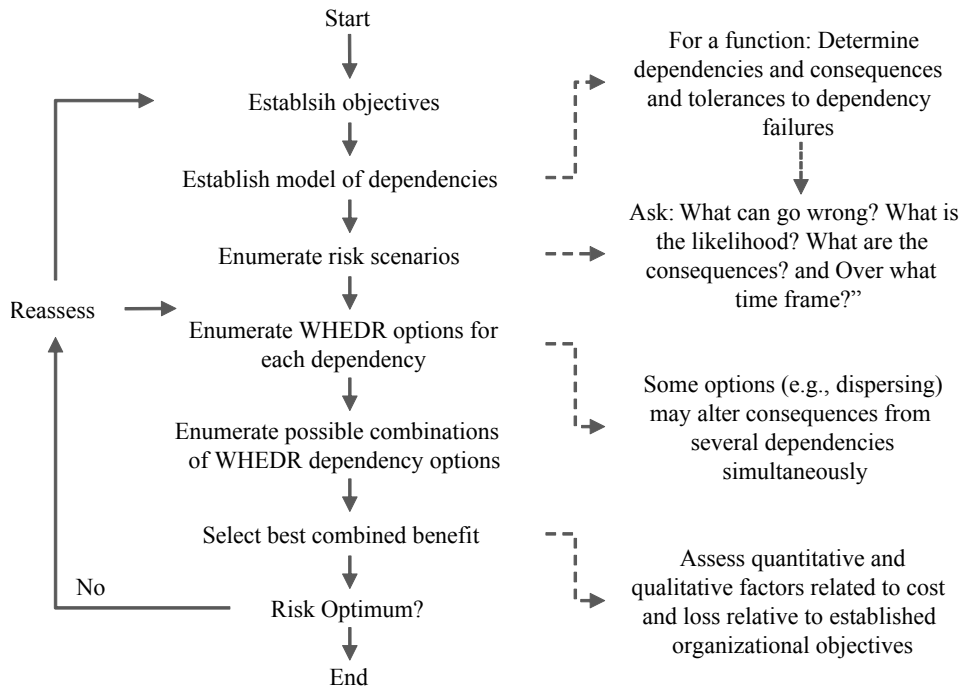 Start
Establsih objectives
Establish model of dependencies
Enumerate risk scenarios
Reassess
Enumerate WHEDR options for
each dependency
Enumerate possible combinations
of WHEDR dependency options
Select best combined benefit
No
Risk Optimum?
End
For a function: Determine
dependencies and consequences
and tolerances to dependency
failures
Ask: What can go wrong? What is
the likelihood? What are the
consequences? and Over what
time frame?”
Some options (e.g., dispersing)
may alter consequences from
several dependencies
simultaneously
Assess quantitative and
qualitative factors related to cost
and loss relative to established
organizational objectives